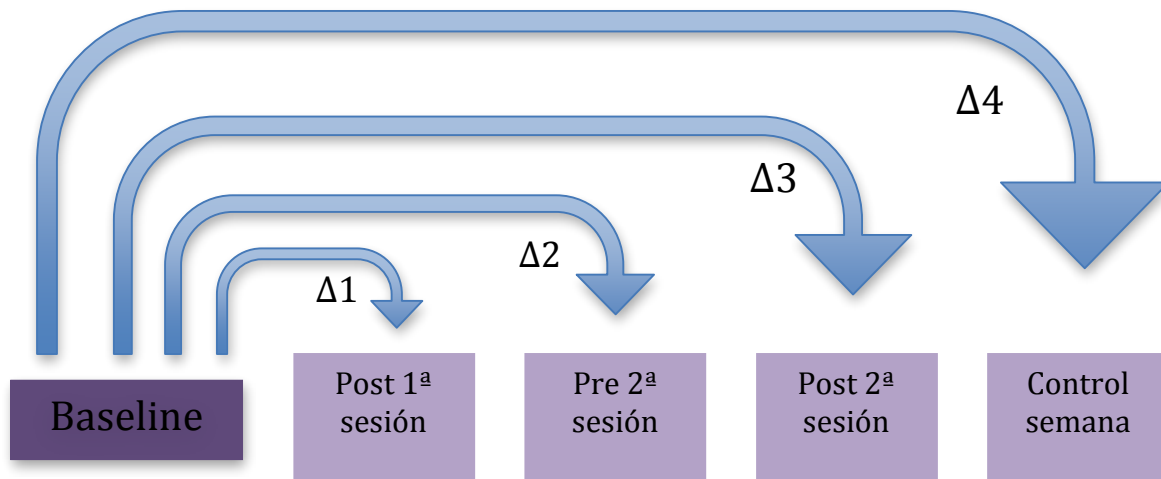 Δ4
Δ3
Δ2
Δ1
Baseline
Post 1ª
sesión
Pre 2ª
sesión
Post 2ª
sesión
Control
semana